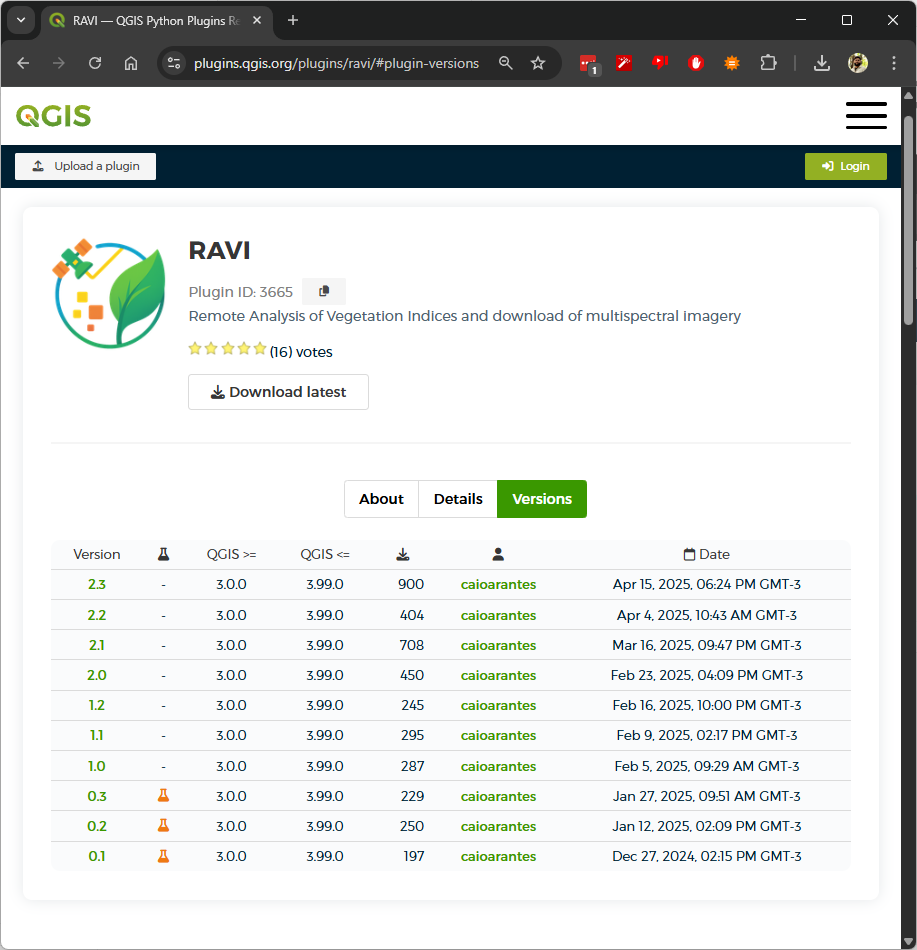 RAVI — QGIS Python Plugins Re
plugins.qgis.org/plugins/ravi/#plugin-versions
1
QGIS
Upload a plugin
Login
RAVI
Plugin ID: 3665
Remote Analysis of Vegetation Indices and download of multispectral imagery
(16) votes
Download latest
About Details Versions
Version QGIS >= QGIS <= Date
2.3 - 3.0.0 3.99.0 900 caioarantes Apr 15, 2025, 06:24 PM GMT-3
2.2 - 3.0.0 3.99.0 404 caioarantes Apr 4, 2025, 10:43 AM GMT-3
2.1 - 3.0.0 3.99.0 708 caioarantes Mar 16, 2025, 09:47 PM GMT-3
2.0 - 3.0.0 3.99.0 450 caioarantes Feb 23, 2025, 04:09 PM GMT-3
1.2 - 3.0.0 3.99.0 245 caioarantes Feb 16, 2025, 10:00 PM GMT-3
1.1 - 3.0.0 3.99.0 295 caioarantes Feb 9, 2025, 02:17 PM GMT-3
1.0 - 3.0.0 3.99.0 287 caioarantes Feb 5, 2025, 09:29 AM GMT-3
0.3 3.0.0 3.99.0 229 caioarantes Jan 27, 2025, 09:51 AM GMT-3
0.2 3.0.0 3.99.0 250 caioarantes Jan 12, 2025, 02:09 PM GMT-3
0.1 3.0.0 3.99.0 197 caioarantes Dec 27, 2024, 02:15 PM GMT-3